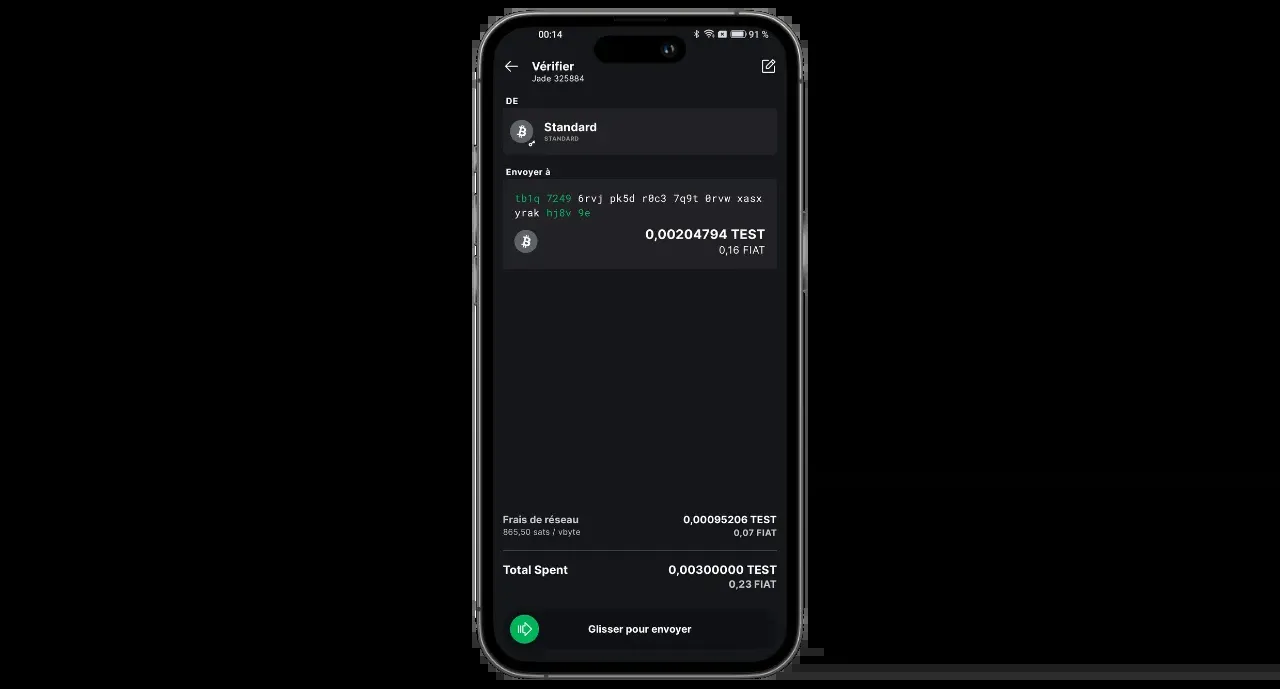 00:14
91 %
Vérifier
Jade 325884
DE
Standard
STANDARD
Envoyer à
tb1q 7249 6rvj pk5d r0c3 7q9t 0rvw xasx
yrak hj8v 9e
0,00204794 TEST
0,16 FIAT
Frais de réseau
0,00095206 TEST
865,50 sats / vbyte
0,07 FIAT
Total Spent
0,00300000 TEST
0,23 FIAT
Glisser pour envoyer